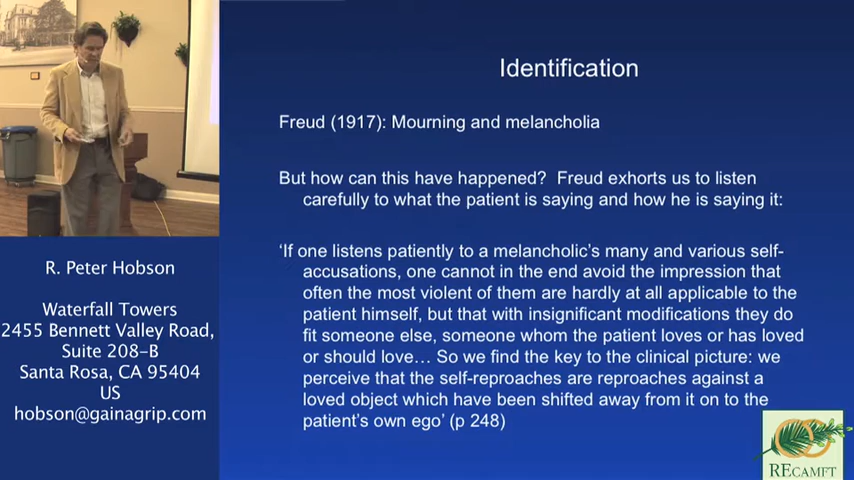 Identification
Freud (1917): Mourning and melancholia
But how can this have happened? Freud exhorts us to listen
carefully to what the patient is saying and how he is saying it:
‘If one listens patiently to a melancholic’s many and various self-
accusations, one cannot in the end avoid the impression that
often the most violent of them are hardly at all applicable to the
patient himself, but that with insignificant modifications they do
fit someone else, someone whom the patient loves or has loved
or should love… So we find the key to the clinical picture: we
perceive that the self-reproaches are reproaches against a
loved object which have been shifted away from it on to the
patient’s own ego’ (p 248)
R. Peter Hobson
Waterfall Towers
2455 Bennett Valley Road,
Suite 208-B
Santa Rosa, CA 95404
US
hobson@gainagrip.com
RECAMFT